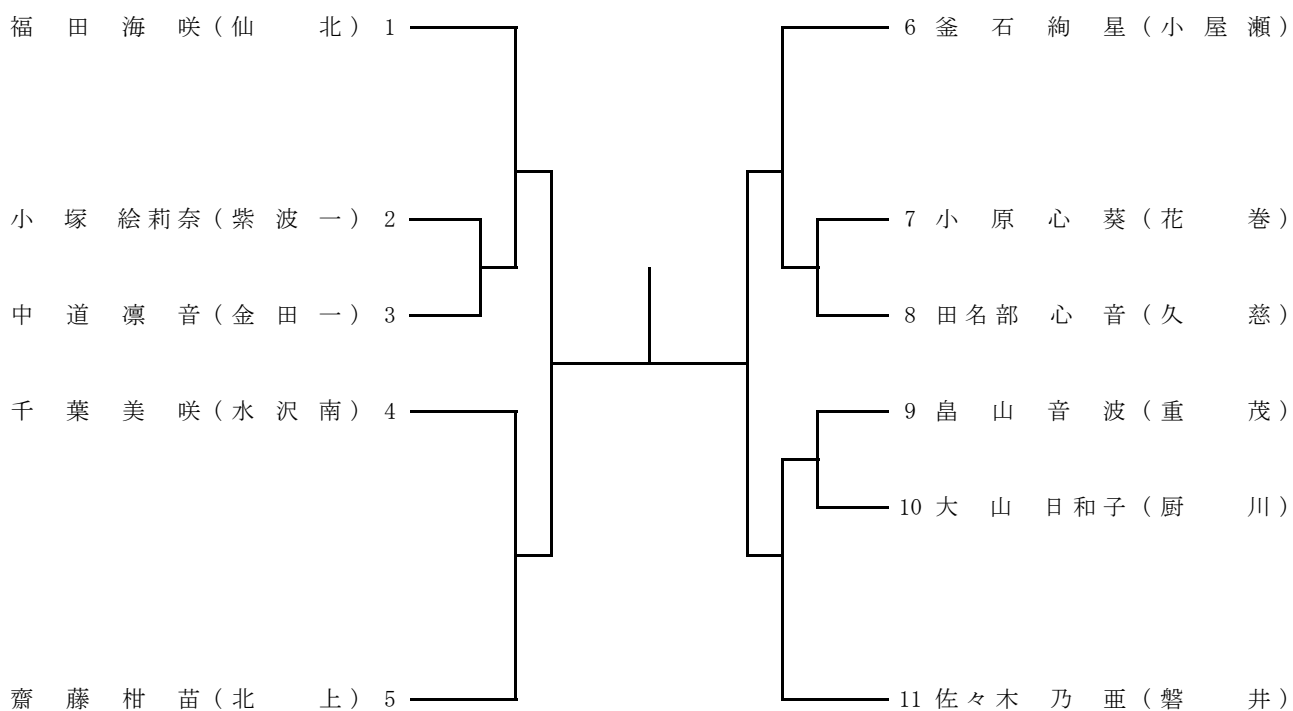 福田海咲(仙北) 1
小塚絵莉奈(紫波一) 2
中道凛音(金田一) 3
千葉美咲(水沢南) 4
齋藤柑苗(北上) 5
6 釜石絢星(小屋瀬)
7 小原心葵(花巻)
8 田名部心音(久慈)
9 畠山音波(重茂)
10 大山日和子(厨川)
11 佐々木乃亜(磐井)